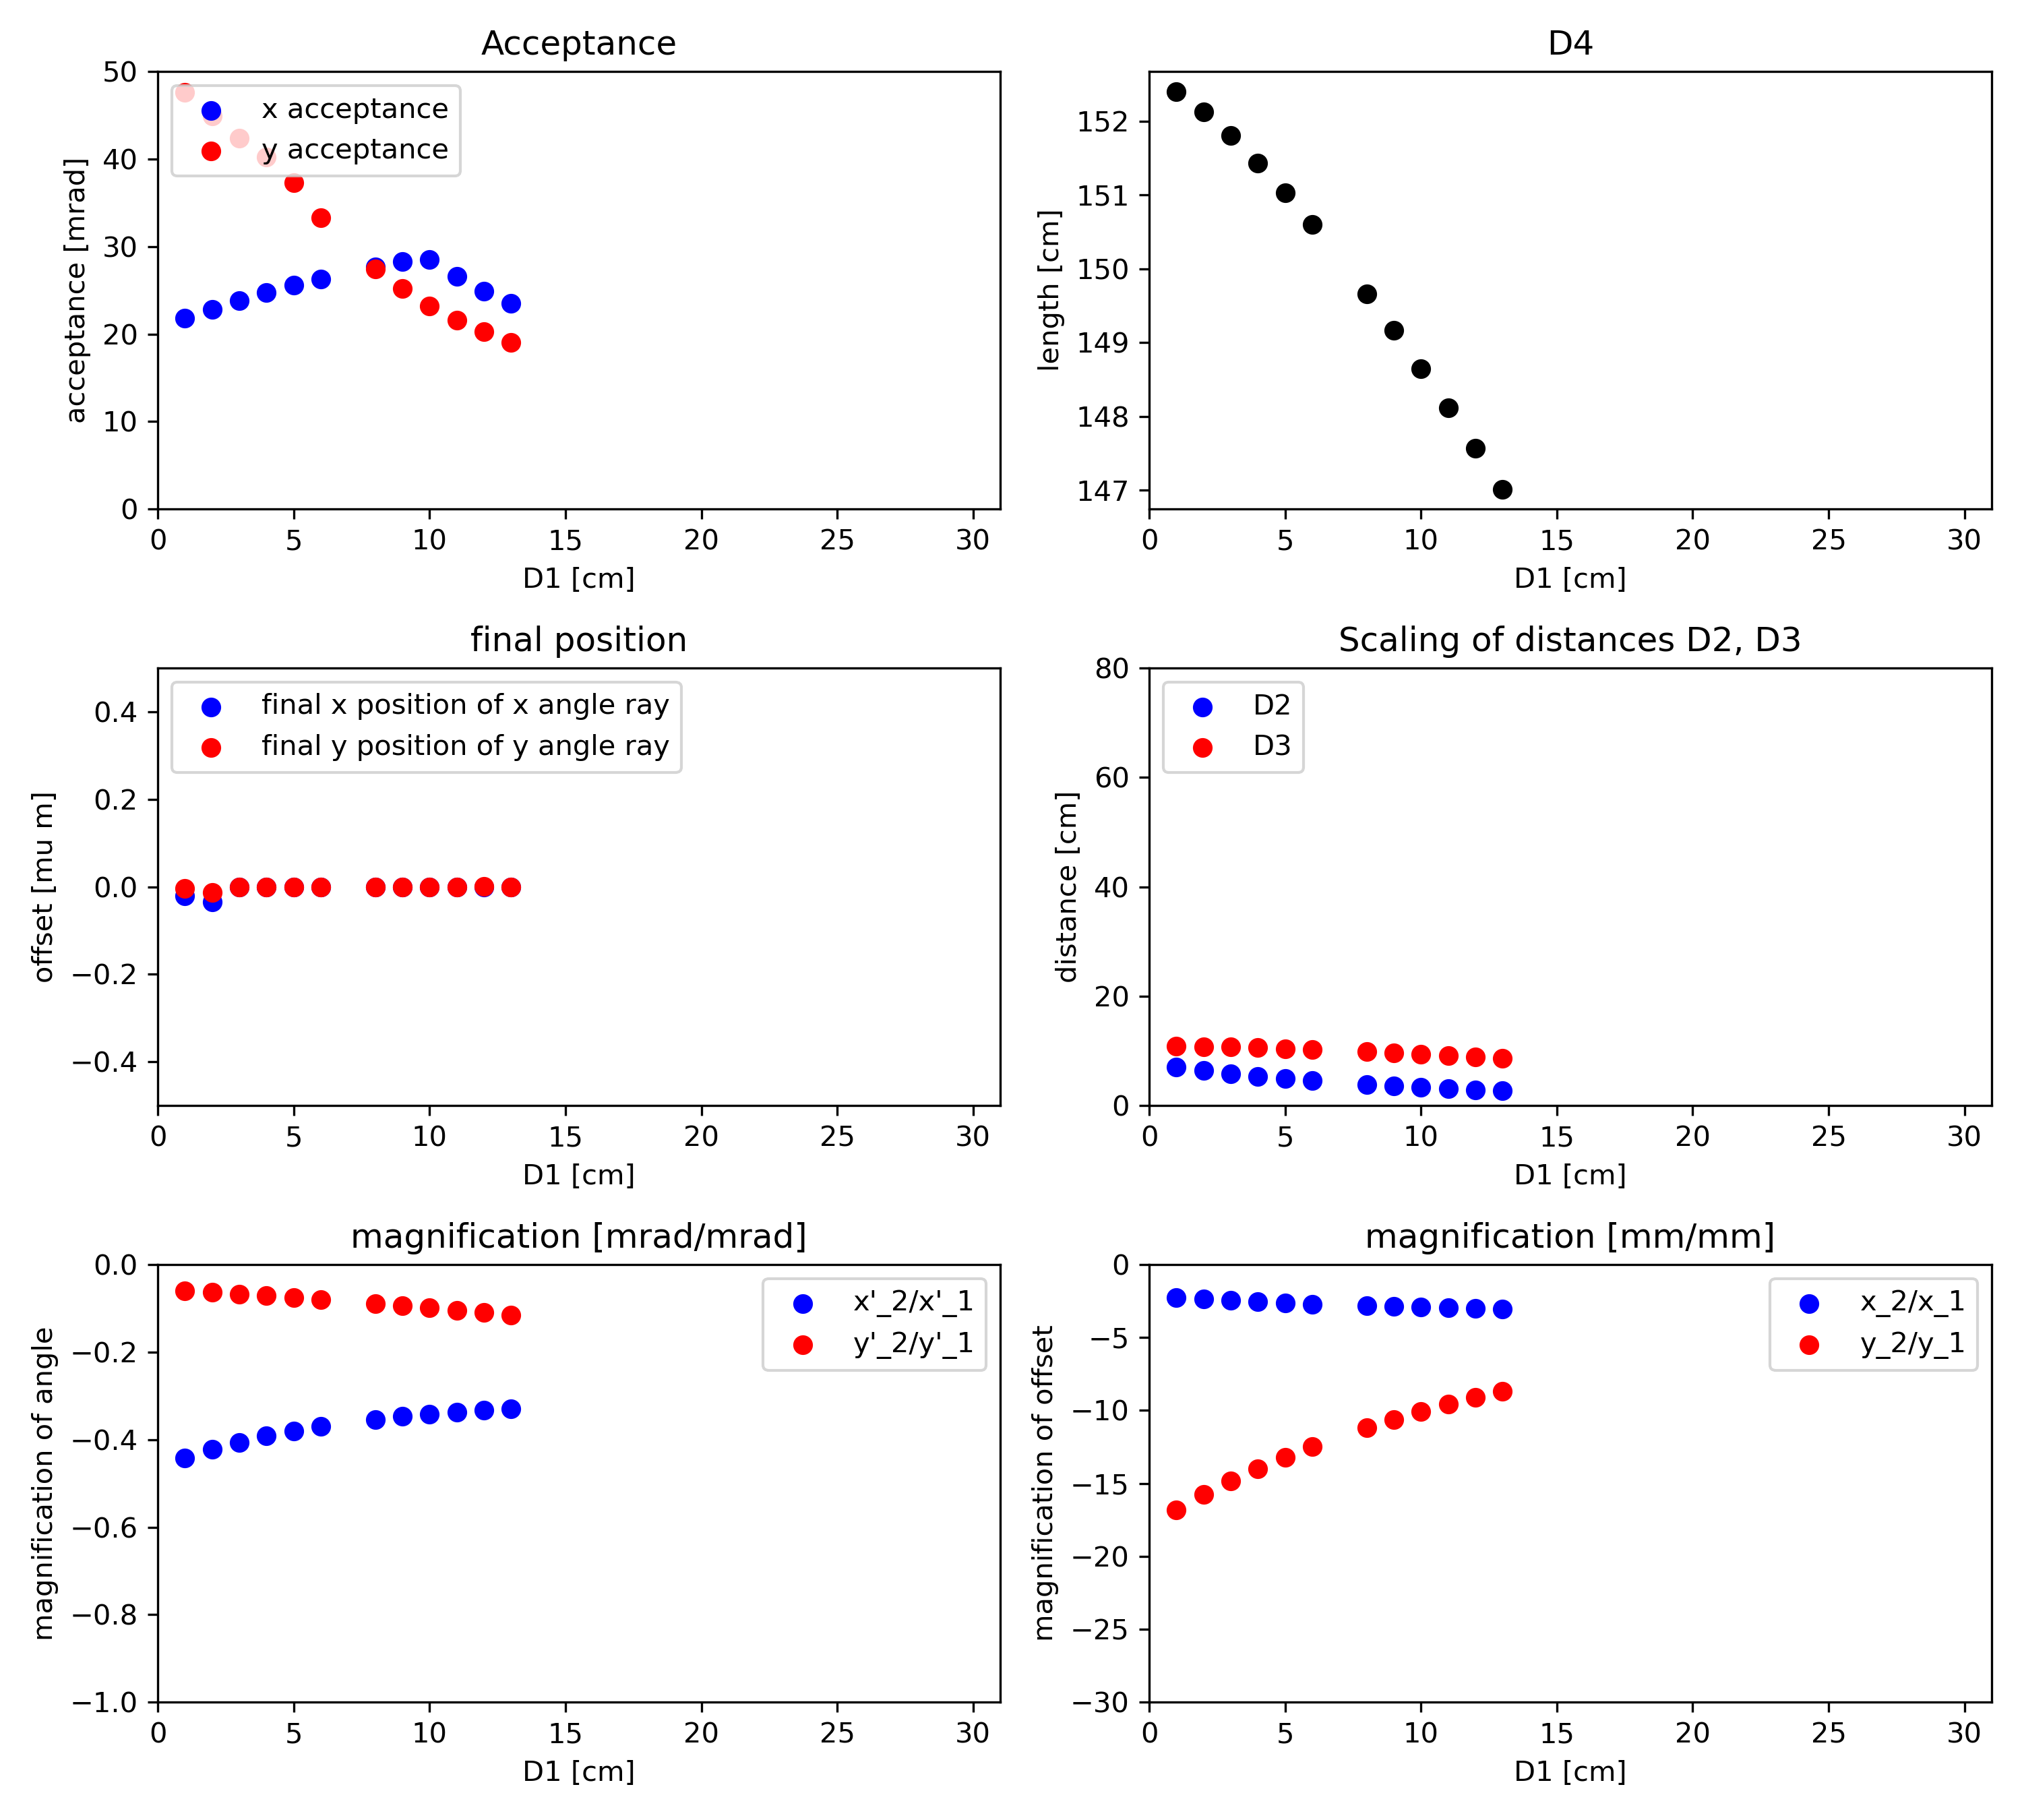 Acceptance
50
40
30
20
10
0
acceptance [mrad]
x acceptance
y acceptance
0 5 10 15 20 25 30
D1 [cm]
D4
152
151
150
149
148
147
length [cm]
0 5 10 15 20 25 30
D1 [cm]
final position
0.4
0.2
0.0
−0.2
−0.4
offset [mu m]
final x position of x angle ray
final y position of y angle ray
0 5 10 15 20 25 30
D1 [cm]
Scaling of distances D2, D3
80
60
40
20
0
distance [cm]
D2
D3
0 5 10 15 20 25 30
D1 [cm]
magnification [mrad/mrad]
0.0
−0.2
−0.4
−0.6
−0.8
−1.0
magnification of angle
x'_2/x'_1
y'_2/y'_1
0 5 10 15 20 25 30
D1 [cm]
magnification [mm/mm]
0
−5
−10
−15
−20
−25
−30
magnification of offset
x_2/x_1
y_2/y_1
0 5 10 15 20 25 30
D1 [cm]